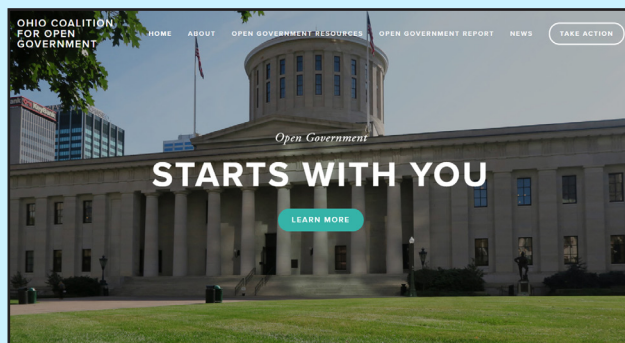 OHIO COALITION
FOR OPEN
GOVERNMENT
HOME ABOUT OPEN GOVERNMENT RESOURCES OPEN GOVERNMENT REPORT NEWS TAKE ACTION
Open Government
STARTS WITH YOU
LEARN MORE